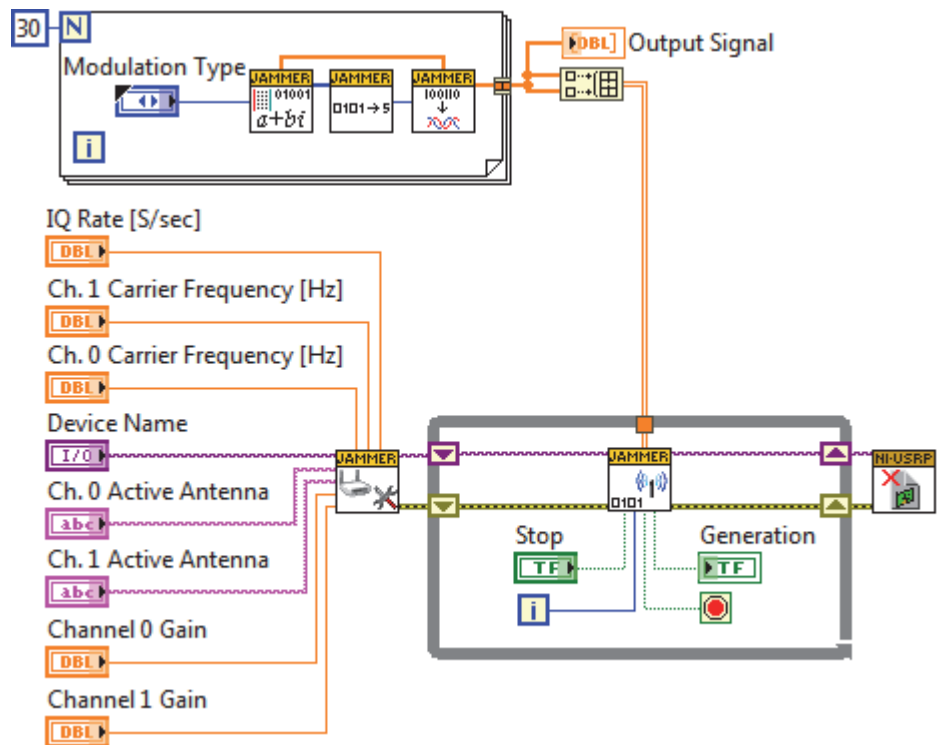 30
N
Modulation Type
JAMMER
01001
a+bi
JAMMER
0101→5
JAMMER
100110
i
DBL
Output Signal
IQ Rate [S/sec]
DBL
Ch. 1 Carrier Frequency [Hz]
DBL
Ch. 0 Carrier Frequency [Hz]
DBL
Device Name
I/O
Ch. 0 Active Antenna
abc
Ch. 1 Active Antenna
abc
Channel 0 Gain
DBL
Channel 1 Gain
DBL
JAMMER
JAMMER
0101
Stop
TF
i
Generation
TF
NI-USRP